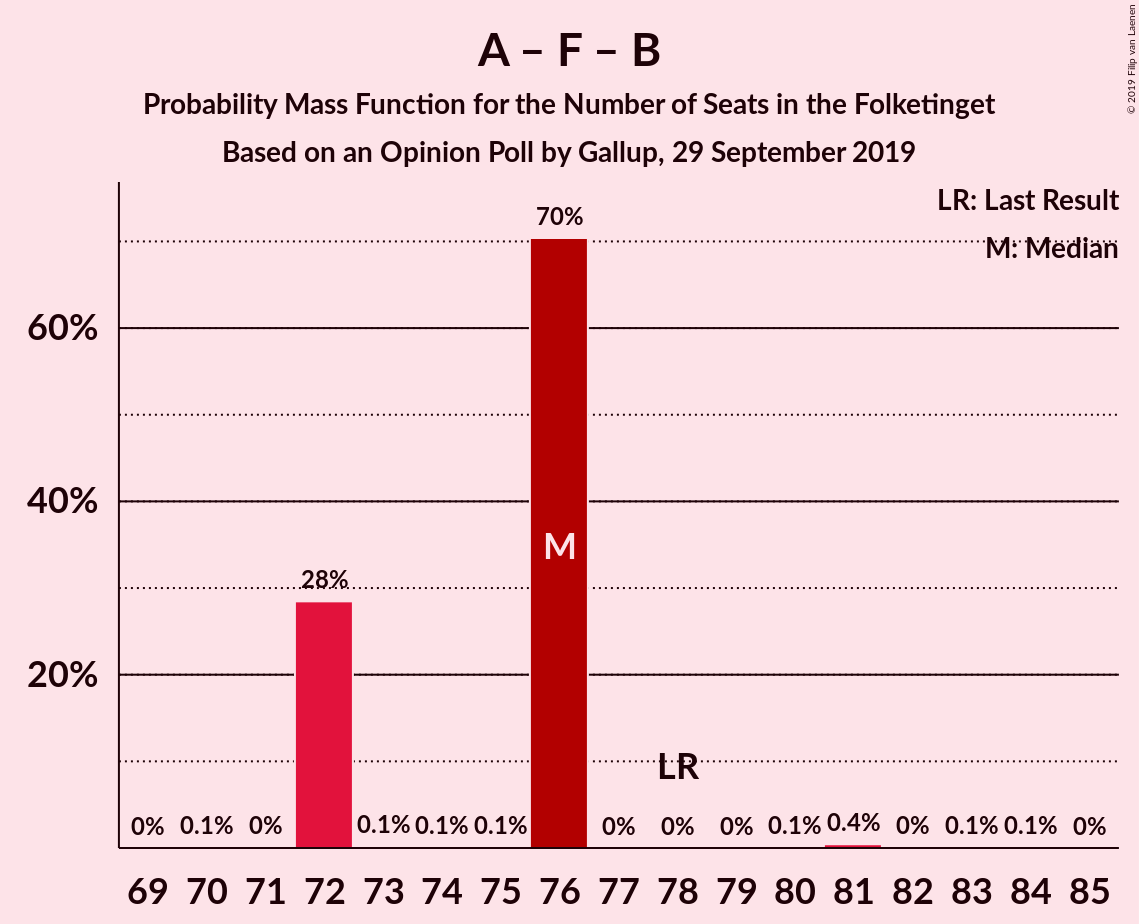 A – F – B
Probability Mass Function for the Number of Seats in the Folketinget
Based on an Opinion Poll by Gallup, 29 September 2019
© 2019 Filip van Laenen
LR: Last Result
M: Median
70%
60%
40%
M
28%
20%
LR
0% 0.1% 0% 0.1% 0.1% 0.1% 0% 0% 0% 0.1% 0.4% 0% 0.1% 0.1% 0%
69 70 71 72 73 74 75 76 77 78 79 80 81 82 83 84 85